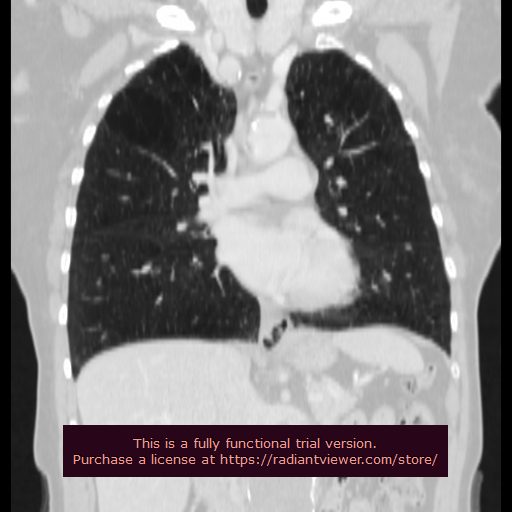 This is a fully functional trial version.
Purchase a license at https://radiantviewer.com/store/